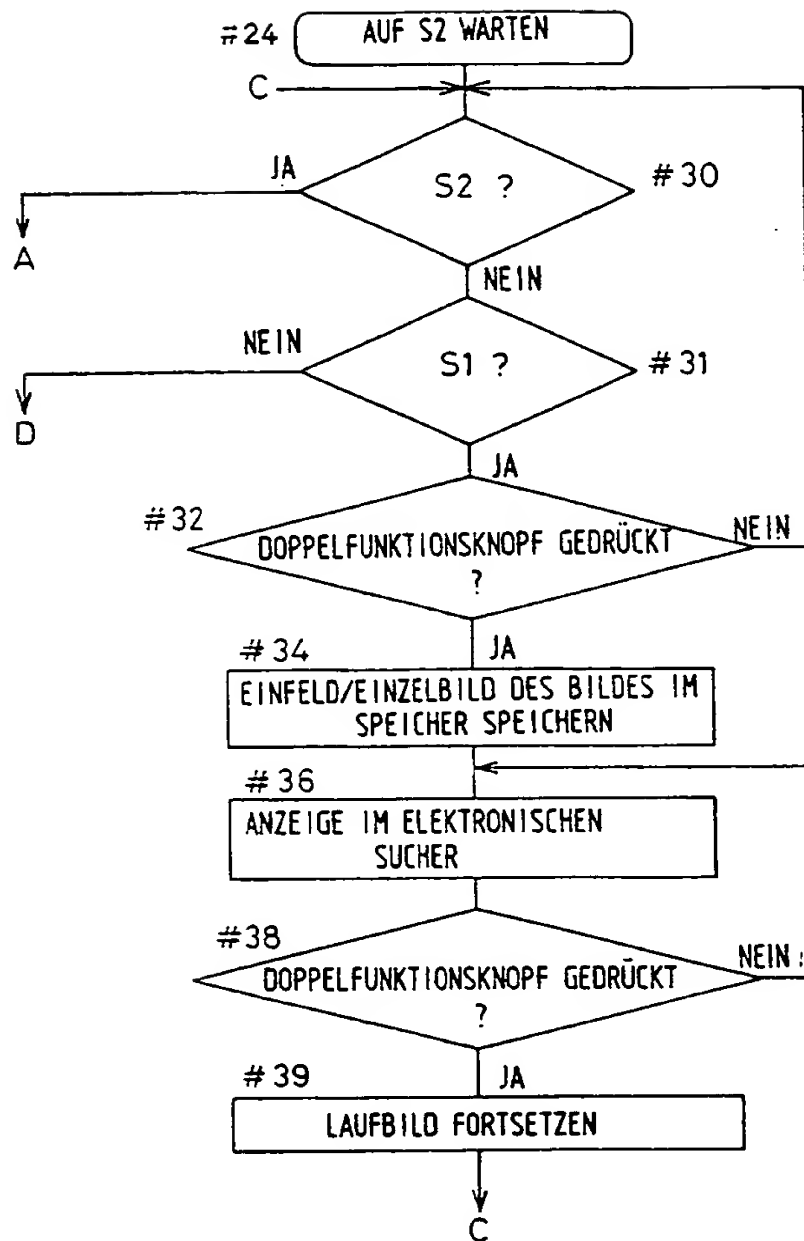 #24 AUF S2 WARTEN
C
JA
S2 ?
#30
A
NEIN
NEIN
S1 ?
#31
D
JA
#32
NEIN
DOPPELFUNKTIONSKNOPF GEDRÜCKT
?
JA
#34
EINFELD/EINZELBILD DES BILDES IM
SPEICHER SPEICHERN
#36
ANZEIGE IM ELEKTRONISCHEN
SUCHER
#38
NEIN
DOPPELFUNKTIONSKNOPF GEDRÜCKT
?
JA
#39
LAUFBILD FORTSETZEN
C